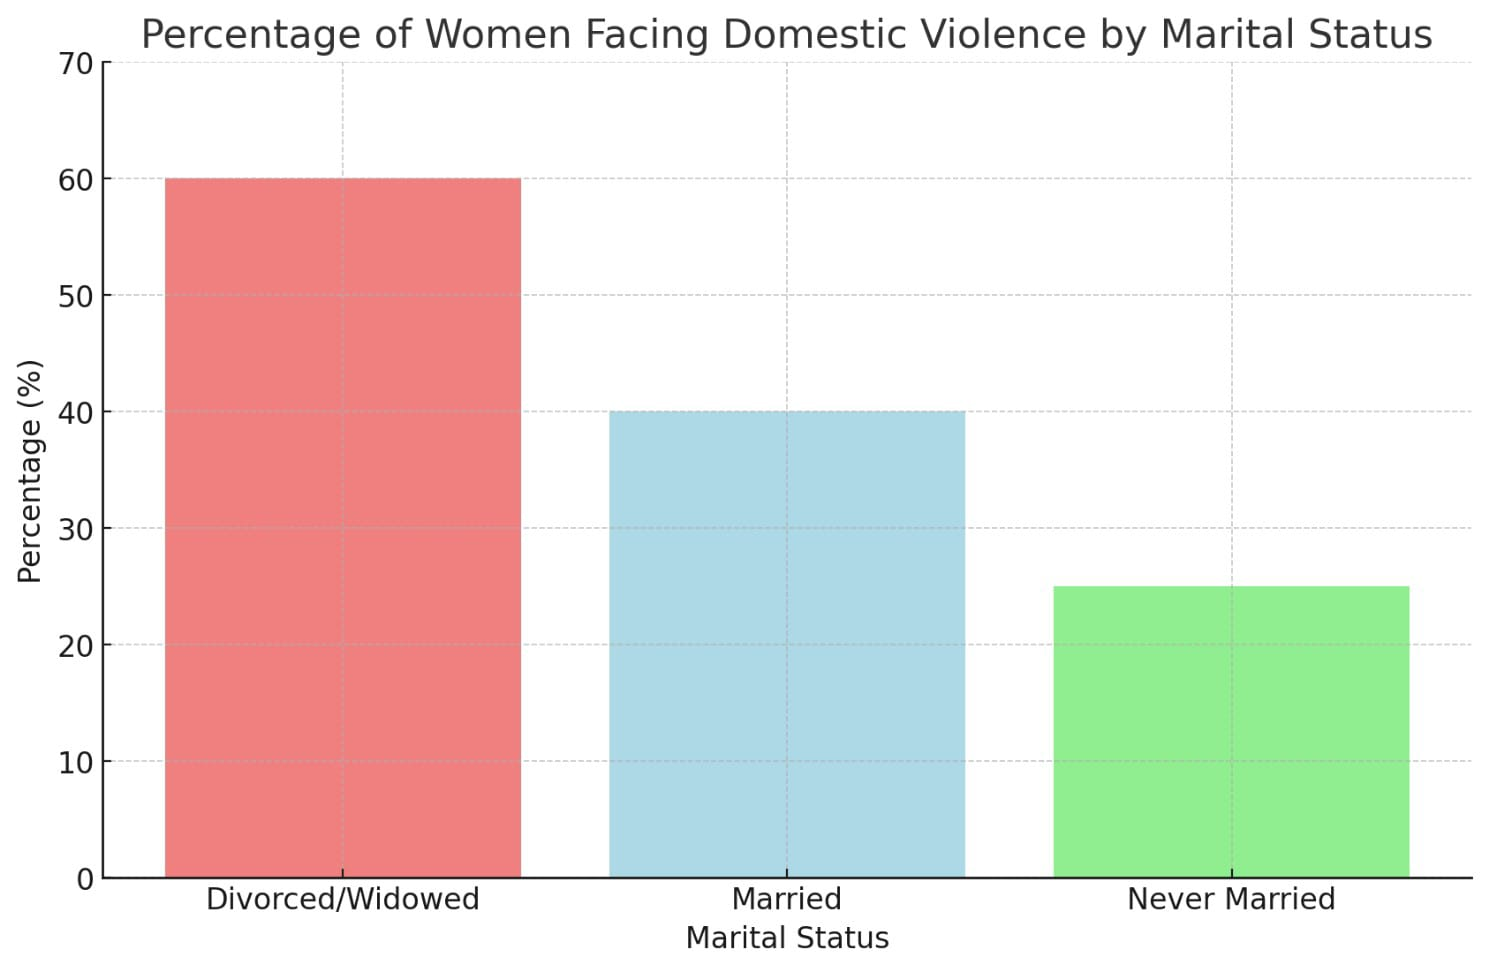 Percentage of Women Facing Domestic Violence by Marital Status
70
60
50
40
30
20
10
0
Percentage (%)
Divorced/Widowed
Married
Never Married
Marital Status